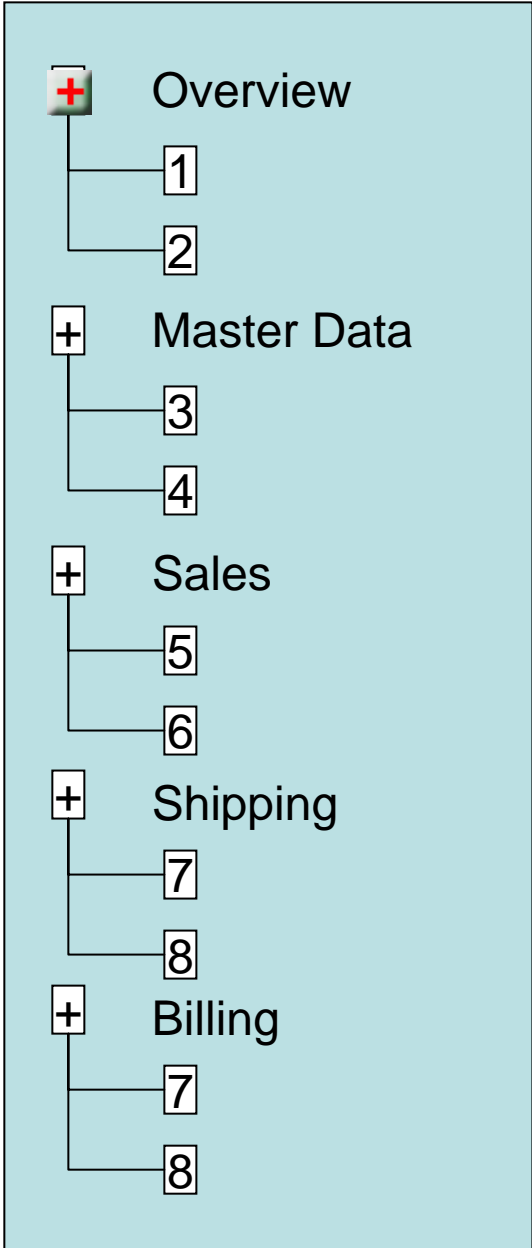 + Overview
1
2
+ Master Data
3
4
+ Sales
5
6
+ Shipping
7
8
+ Billing
7
8